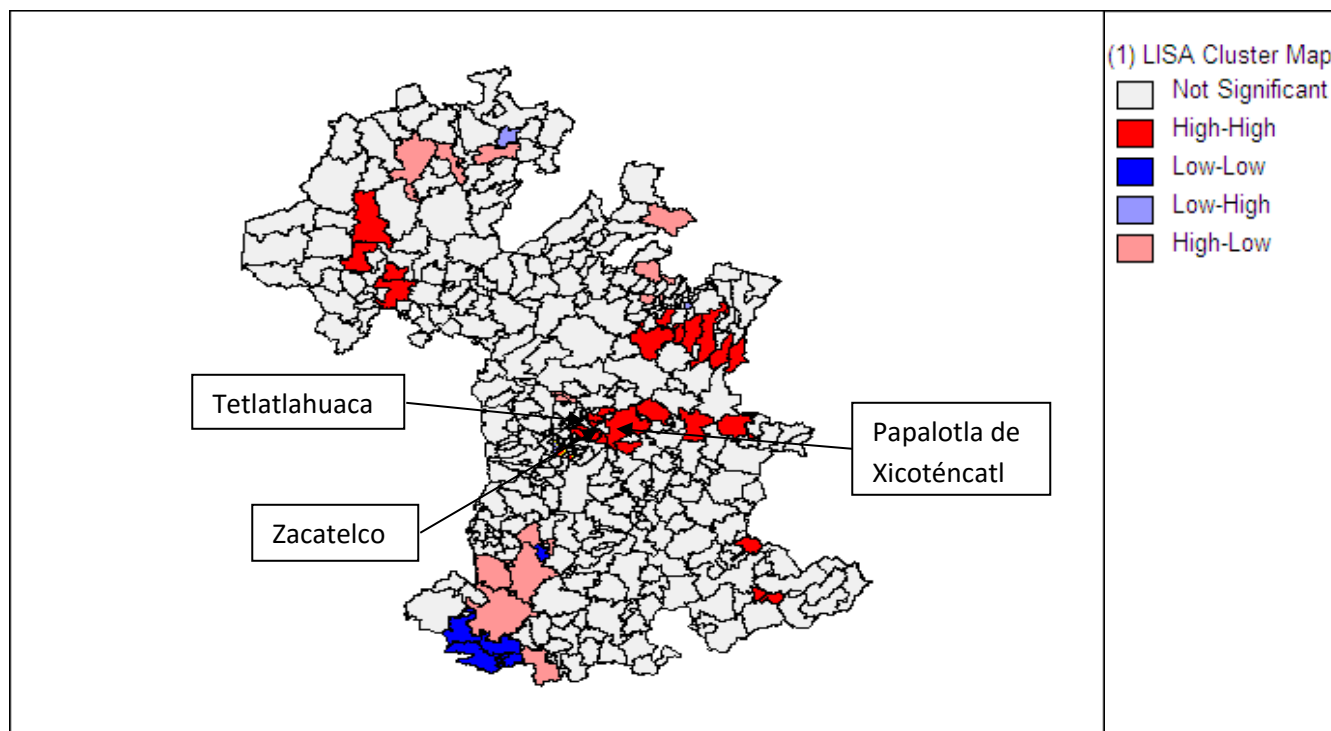 (1) LISA Cluster Map
Not Significant
High-High
Low-Low
Low-High
High-Low
Tetlatlahuaca
Papalotla de
Xicoténcatl
Zacatelco